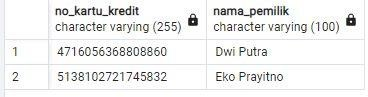 no_kartu_kredit nama_pemilik
character varying (255) character varying (100)
1 4716056368808860 Dwi Putra
2 5138102721745832 Eko Prayitno